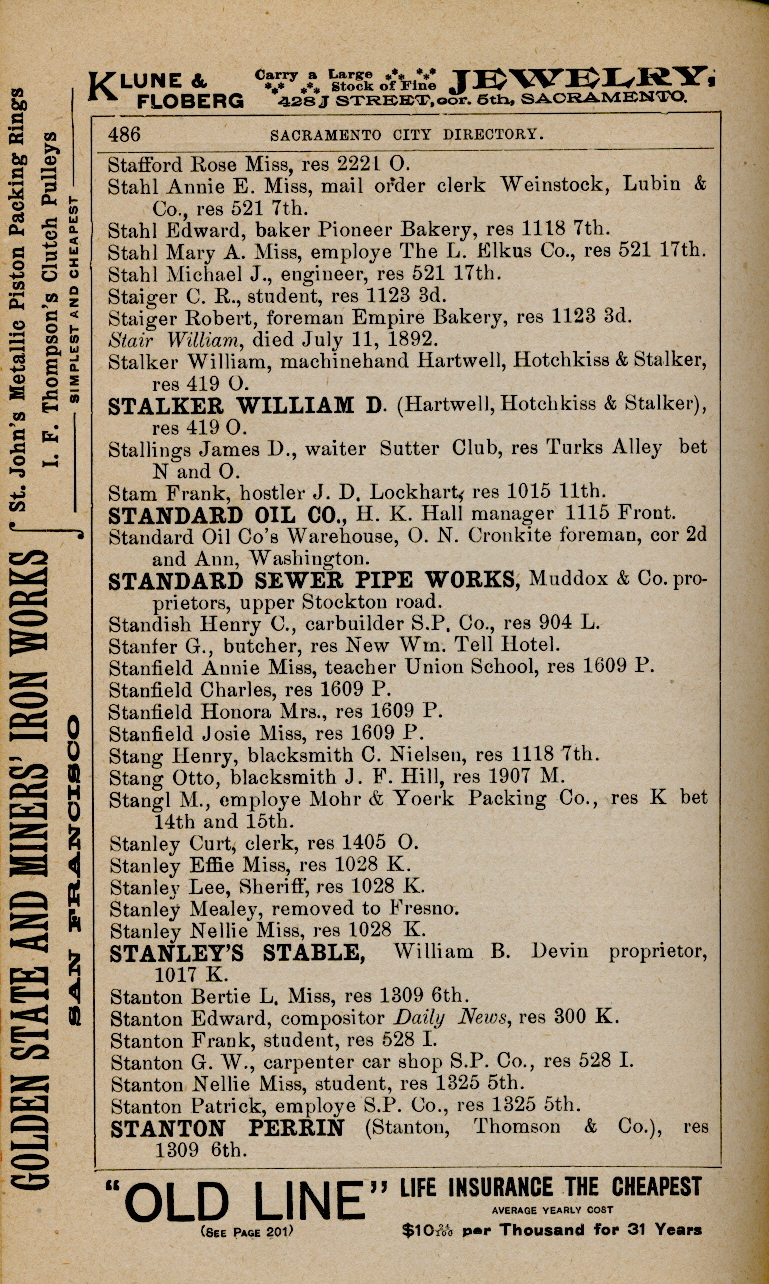 KLUNE & FLOBERG Carry a Large Stock of Fine JEWELRY,
428 J STREET, cor. 5th, SACRAMENTO.
486 SACRAMENTO CITY DIRECTORY.
Stafford Rose Miss, res 2221 O.
Stahl Annie E. Miss, mail order clerk Weinstock, Lubin &
Co., res 521 7th.
Stahl Edward, baker Pioneer Bakery, res 1118 7th.
Stahl Mary A. Miss, employe The L. Elkus Co., res 521 17th.
Stahl Michael J., engineer, res 521 17th.
Staiger C. R., student, res 1123 3d.
Staiger Robert, foreman Empire Bakery, res 1123 3d.
Stair William, died July 11, 1892.
Stalker William, machinehand Hartwell, Hotchkiss & Stalker,
res 419 O.
STALKER WILLIAM D. (Hartwell, Hotchkiss & Stalker),
res 419 O.
Stallings James D., waiter Sutter Club, res Turks Alley bet
N and O.
Stam Frank, hostler J. D. Lockhart, res 1015 11th.
STANDARD OIL CO., H. K. Hall manager 1115 Front.
Standard Oil Co's Warehouse, O. N. Cronkite foreman, cor 2d
and Ann, Washington.
STANDARD SEWER PIPE WORKS, Muddox & Co. pro-
prietors, upper Stockton road.
Standish Henry C., carbuilder S.P. Co., res 904 L.
Stanfer G., butcher, res New Wm. Tell Hotel.
Stanfield Annie Miss, teacher Union School, res 1609 P.
Stanfield Charles, res 1609 P.
Stanfield Honora Mrs., res 1609 P.
Stanfield Josie Miss, res 1609 P.
Stang Henry, blacksmith C. Nielsen, res 1118 7th.
Stang Otto, blacksmith J. F. Hill, res 1907 M.
Stangl M., employe Mohr & Yoerk Packing Co., res K bet
14th and 15th.
Stanley Curt, clerk, res 1405 O.
Stanley Effie Miss, res 1028 K.
Stanley Lee, Sheriff, res 1028 K.
Stanley Mealey, removed to Fresno.
Stanley Nellie Miss, res 1028 K.
STANLEY'S STABLE, William B. Devin proprietor,
1017 K.
Stanton Bertie L. Miss, res 1309 6th.
Stanton Edward, compositor Daily News, res 300 K.
Stanton Frank, student, res 528 I.
Stanton G. W., carpenter car shop S.P. Co., res 528 I.
Stanton Nellie Miss, student, res 1325 5th.
Stanton Patrick, employe S.P. Co., res 1325 5th.
STANTON PERRIN (Stanton, Thomson & Co.), res
1309 6th.
GOLDEN STATE AND MINERS' IRON WORKS
SAN FRANCISCO
St. John's Metallic Piston Packing Rings
I. F. Thompson's Clutch Pulleys
SIMPLEST AND CHEAPEST
"OLD LINE" LIFE INSURANCE THE CHEAPEST
AVERAGE YEARLY COST
(SEE PAGE 201) $10 per Thousand for 31 Years